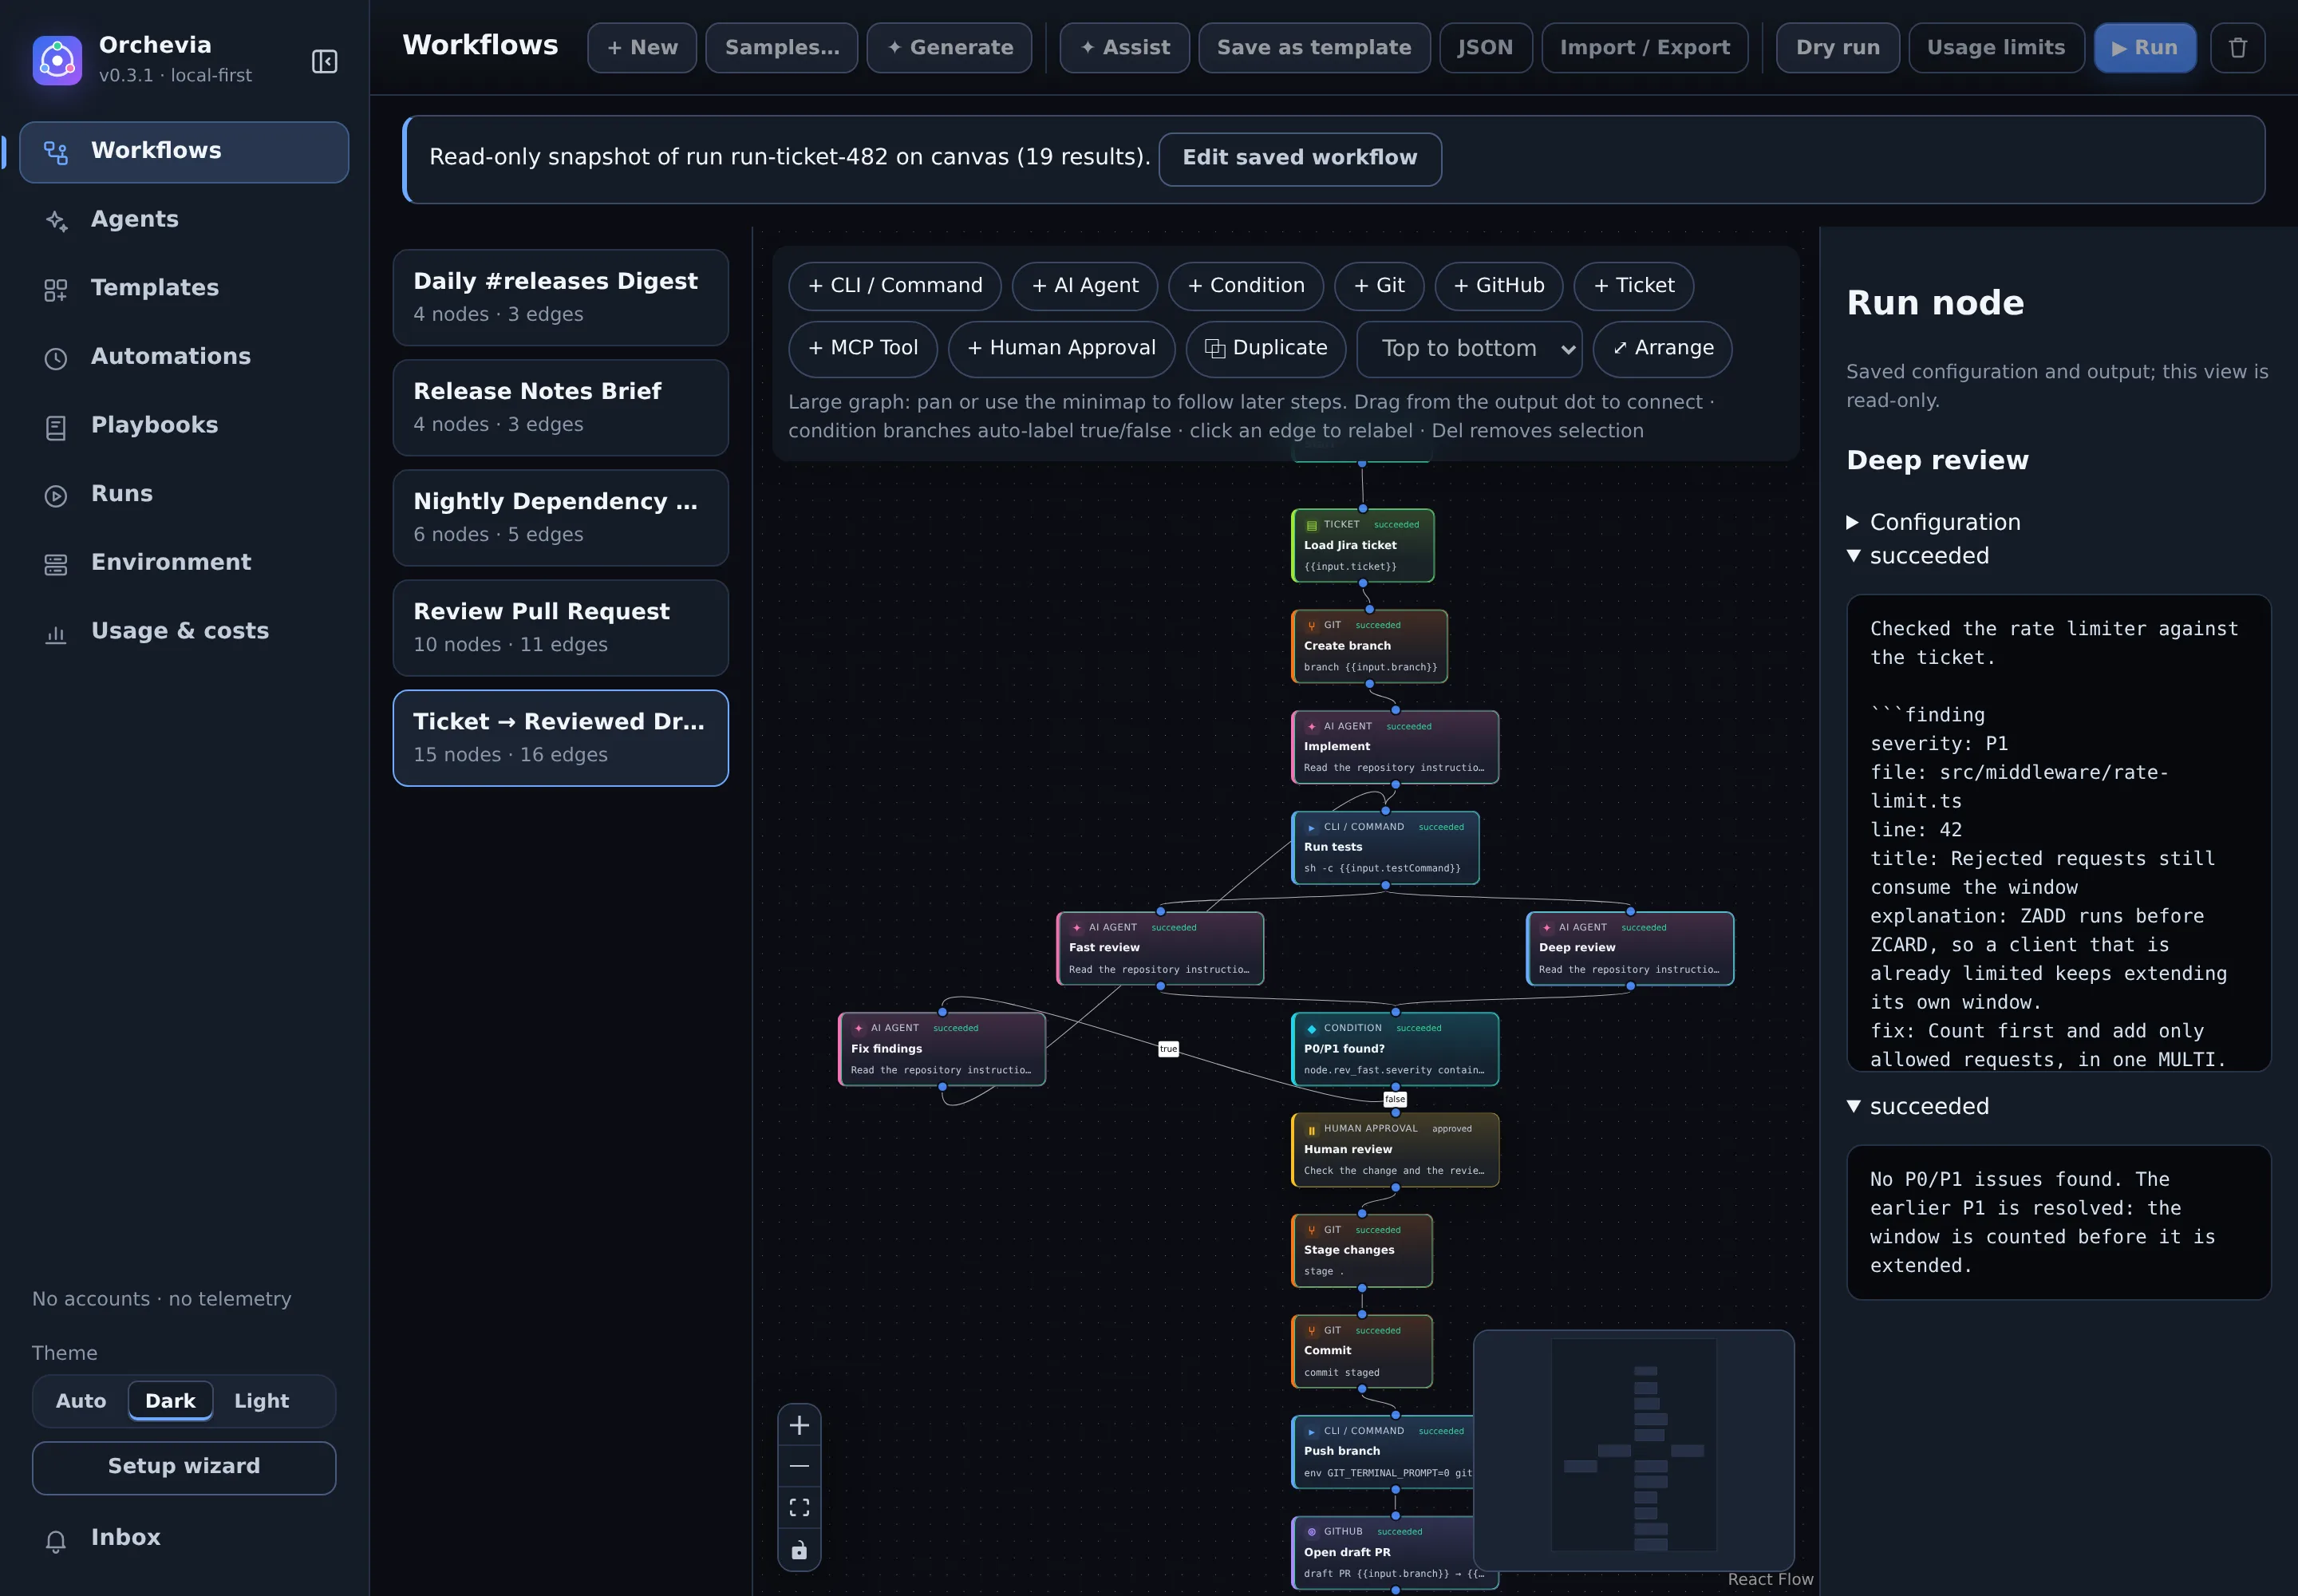 Orchevia
v0.3.1 · local-first
Workflows
Agents
Templates
Automations
Playbooks
Runs
Environment
Usage & costs
No accounts · no telemetry
Theme
Auto Dark Light
Setup wizard
Inbox
Workflows
+ New
Samples…
✦ Generate
✦ Assist
Save as template
JSON
Import / Export
Dry run
Usage limits
▶ Run
Read-only snapshot of run run-ticket-482 on canvas (19 results).
Edit saved workflow
Daily #releases Digest
4 nodes · 3 edges
Release Notes Brief
4 nodes · 3 edges
Nightly Dependency ...
6 nodes · 5 edges
Review Pull Request
10 nodes · 11 edges
Ticket → Reviewed Dr...
15 nodes · 16 edges
+ CLI / Command
+ AI Agent
+ Condition
+ Git
+ GitHub
+ Ticket
+ MCP Tool
+ Human Approval
Duplicate
Top to bottom
⤢ Arrange
Large graph: pan or use the minimap to follow later steps. Drag from the output dot to connect ·
condition branches auto-label true/false · click an edge to relabel · Del removes selection
TICKET succeeded
Load Jira ticket
{{input.ticket}}
GIT succeeded
Create branch
branch {{input.branch}}
AI AGENT succeeded
Implement
Read the repository instructio…
CLI / COMMAND succeeded
Run tests
sh -c {{input.testCommand}}
AI AGENT succeeded
Fast review
Read the repository instructio…
AI AGENT succeeded
Deep review
Read the repository instructio…
AI AGENT succeeded
Fix findings
Read the repository instructio…
true
CONDITION succeeded
P0/P1 found?
node.rev_fast.severity contain…
false
HUMAN APPROVAL approved
Human review
Check the change and the revie…
GIT succeeded
Stage changes
stage .
GIT succeeded
Commit
commit staged
CLI / COMMAND succeeded
Push branch
env GIT_TERMINAL_PROMPT=0 git
GITHUB succeeded
Open draft PR
draft PR {{input.branch}} → {{…
React Flow
Run node
Saved configuration and output; this view is
read-only.
Deep review
▶ Configuration
▼ succeeded
Checked the rate limiter against
the ticket.
```finding
severity: P1
file: src/middleware/rate-
limit.ts
line: 42
title: Rejected requests still
consume the window
explanation: ZADD runs before
ZCARD, so a client that is
already limited keeps extending
its own window.
fix: Count first and add only
allowed requests, in one MULTI.
▼ succeeded
No P0/P1 issues found. The
earlier P1 is resolved: the
window is counted before it is
extended.